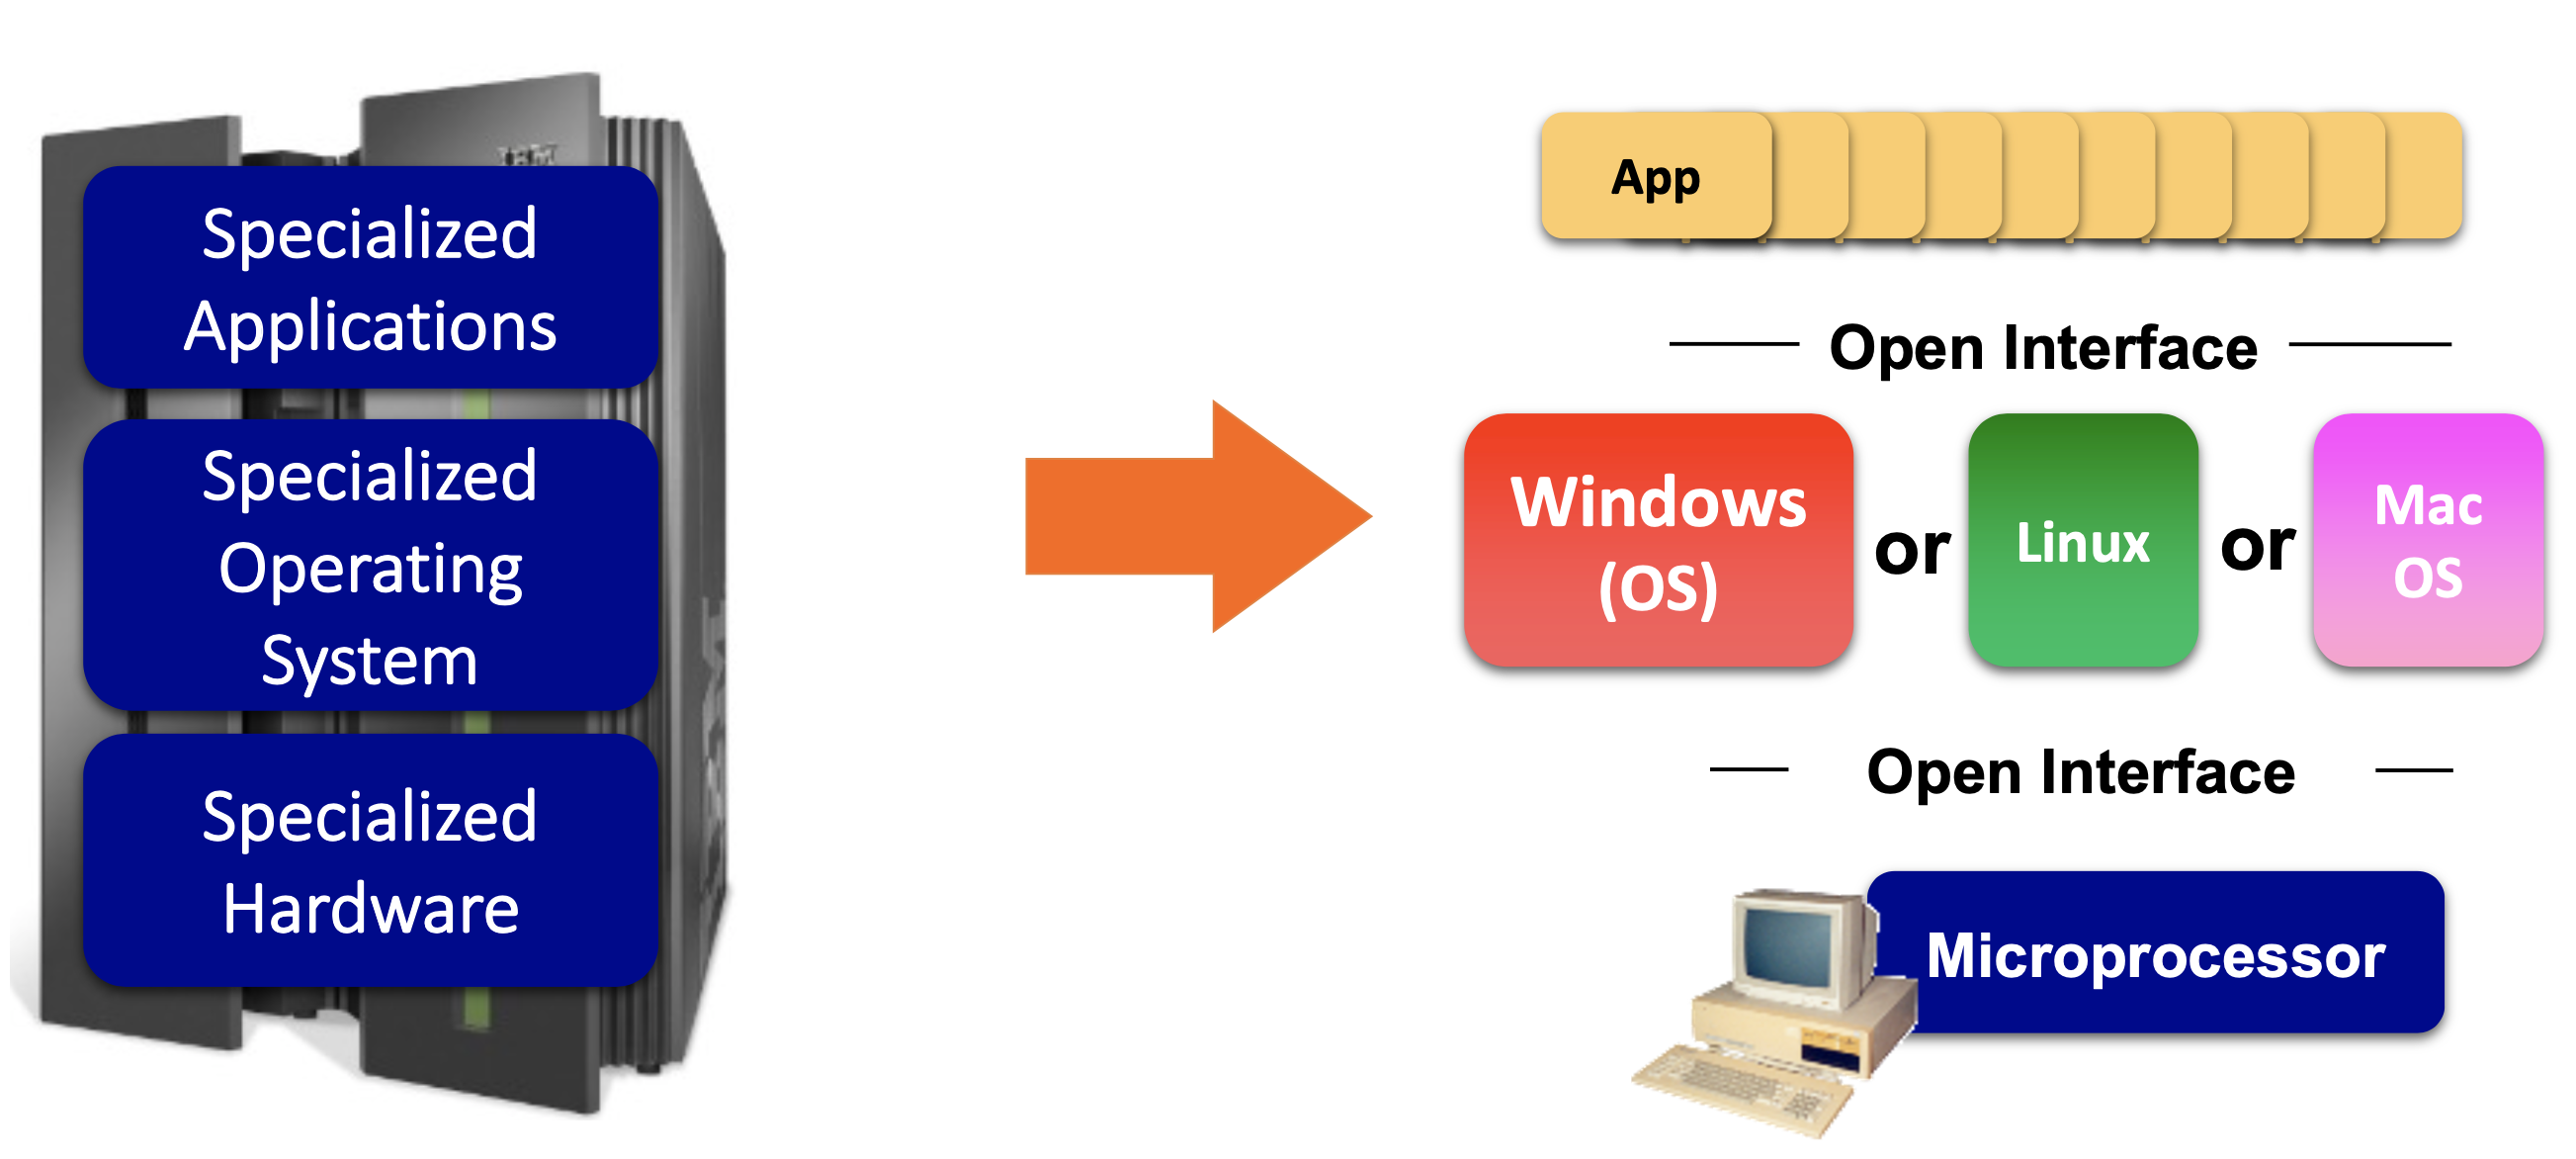 IBM
Specialized
Applications
Specialized
Operating
System
Specialized
Hardware
App
Open Interface
Windows
(OS)
or
Linux
or
Mac
OS
Open Interface
Microprocessor